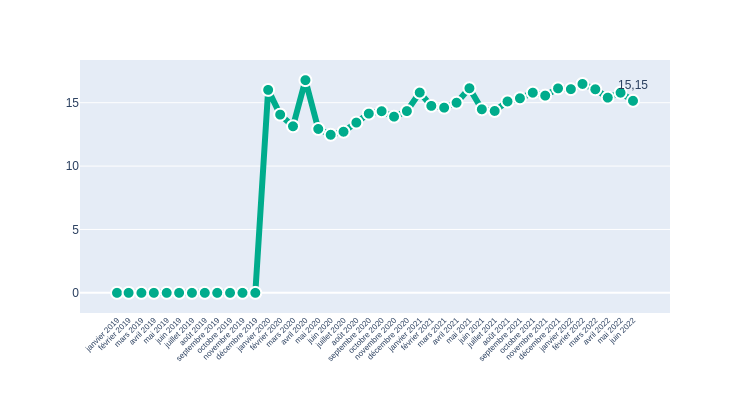 15,15
15
10
5
0
janvier 2019
février 2019
mars 2019
avril 2019
mai 2019
juin 2019
juillet 2019
août 2019
septembre 2019
octobre 2019
novembre 2019
décembre 2019
janvier 2020
février 2020
mars 2020
avril 2020
mai 2020
juin 2020
juillet 2020
août 2020
septembre 2020
octobre 2020
novembre 2020
décembre 2020
janvier 2021
février 2021
mars 2021
avril 2021
mai 2021
juin 2021
juillet 2021
août 2021
septembre 2021
octobre 2021
novembre 2021
décembre 2021
janvier 2022
février 2022
mars 2022
avril 2022
mai 2022
juin 2022